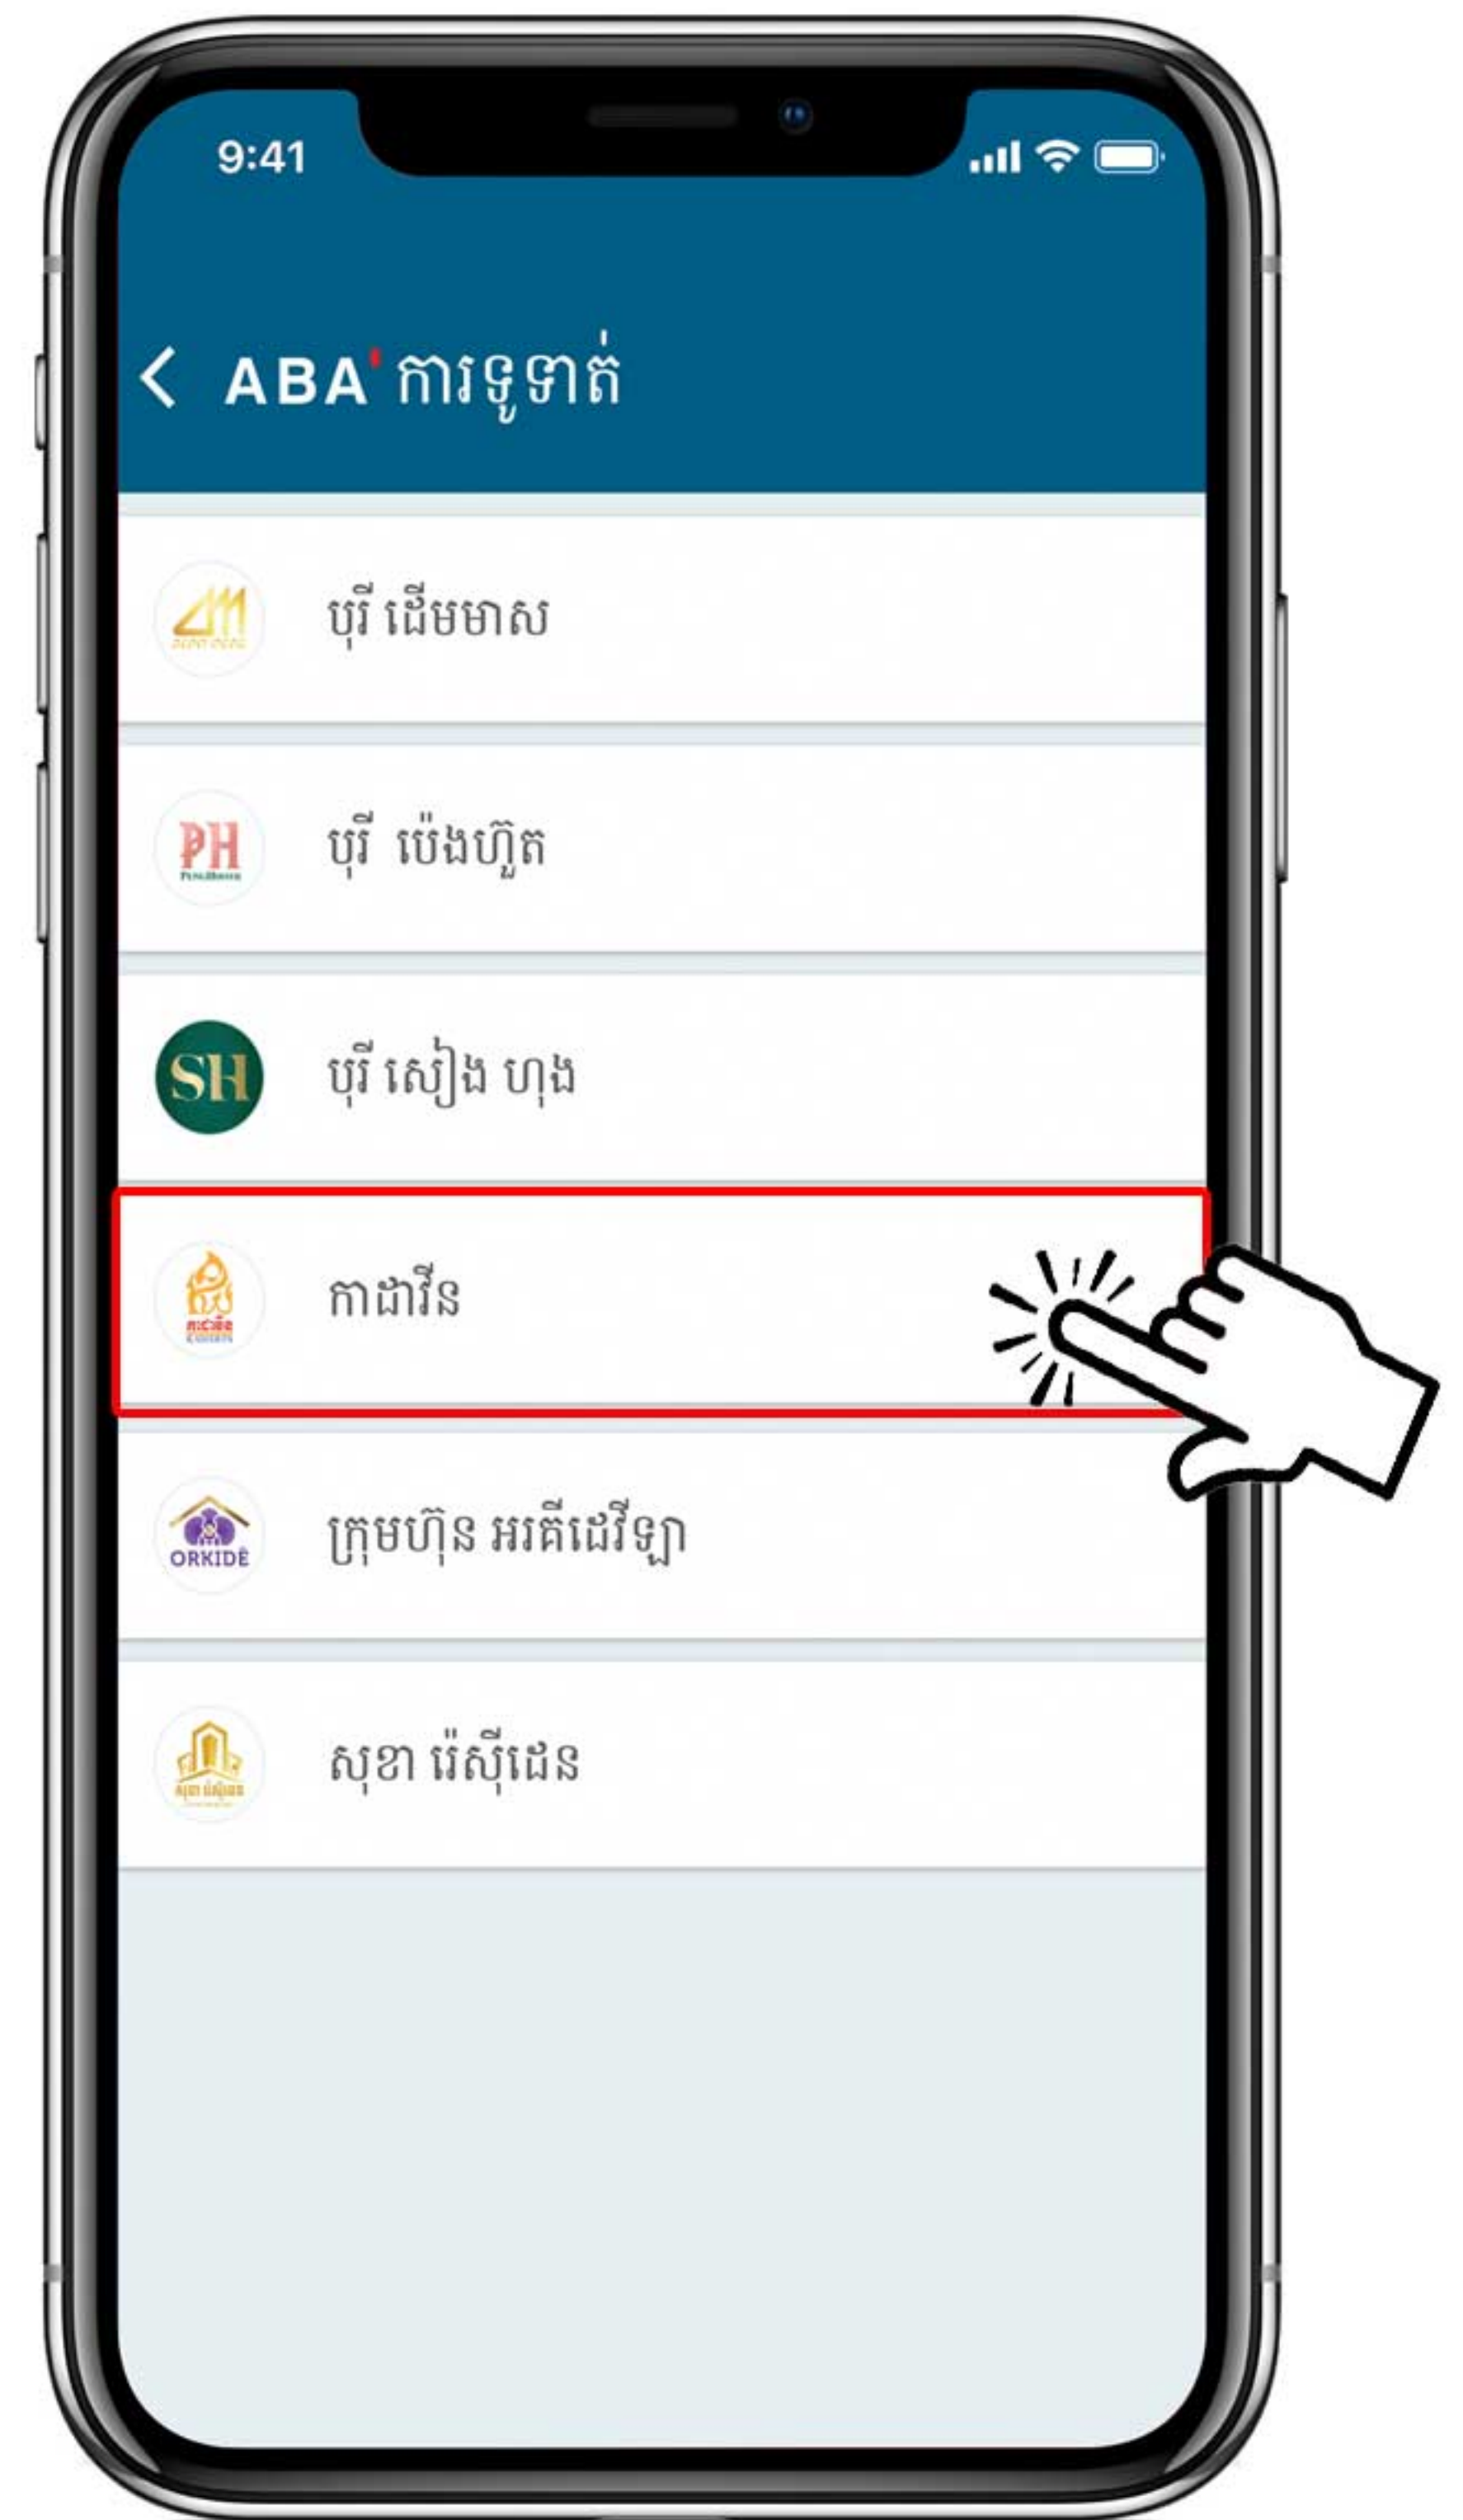 9:41
ABA' ការទូទាត់
បុរី ដើមមាស
PH
បុរី ប៉េងហ៊ួត
SH
បុរី សៀង ហុង
កាដាវីន
ORKIDĒ
ក្រុមហ៊ុន អរគីដេវីឡា
សុខា រ៉េស៊ីដេន